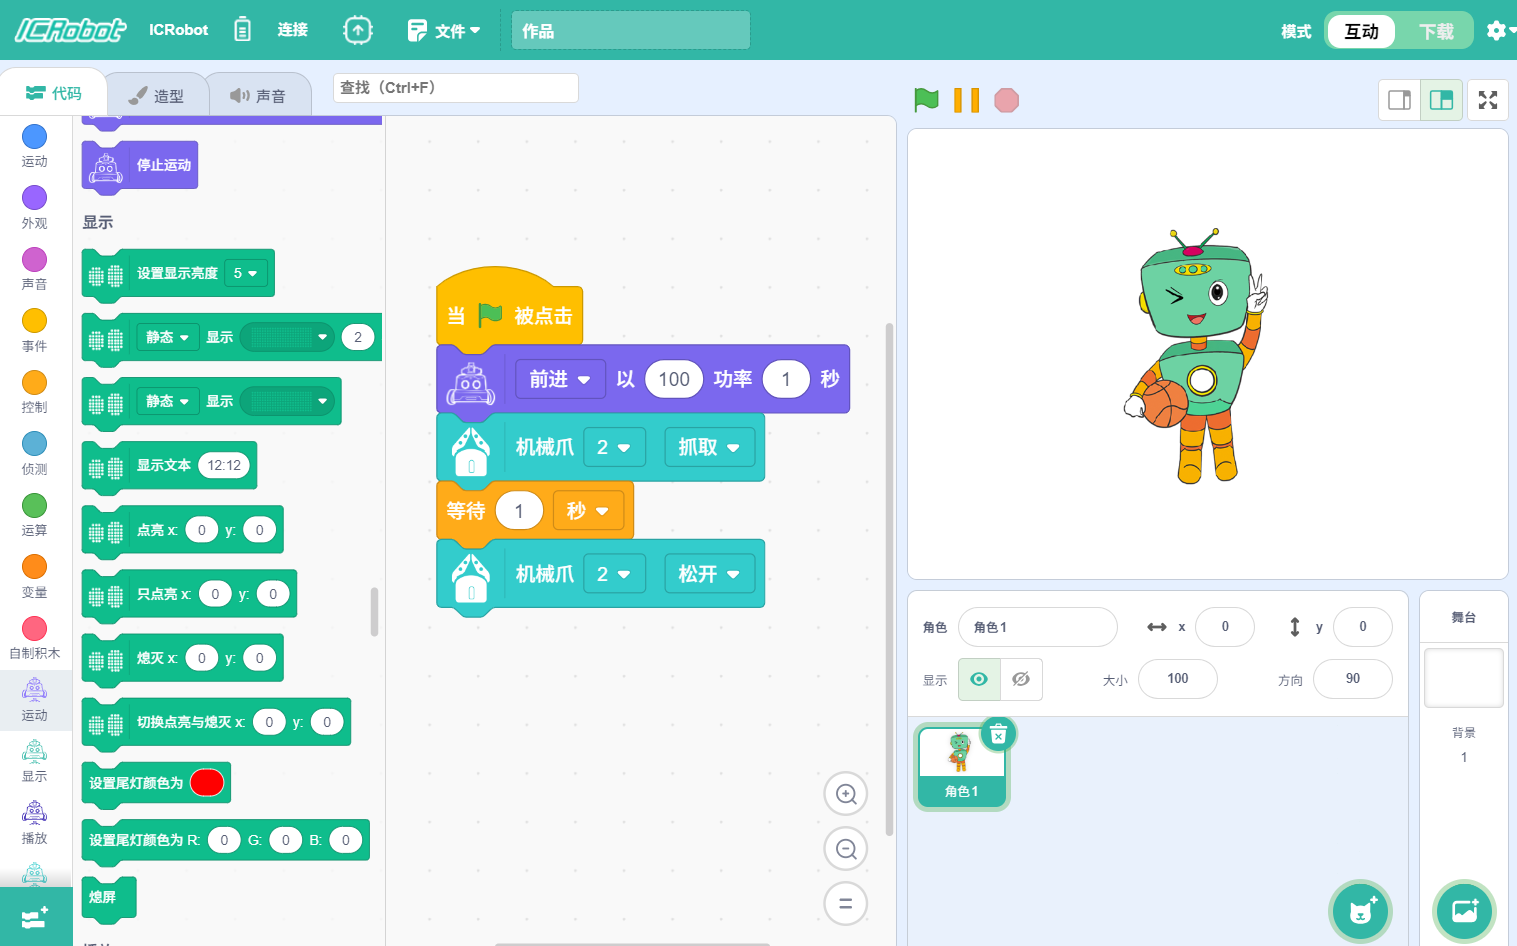 ICRobot ICRobot 连接 文件 作品 模式 互动 下载
代码 造型 声音 查找（Ctrl+F）
运动
外观
声音
事件
控制
侦测
运算
变量
自制积木
运动
显示
播放
停止运动
显示
设置显示亮度 5
静态 显示 2
静态 显示
显示文本 12:12
点亮 x: 0 y: 0
只点亮 x: 0 y: 0
熄灭 x: 0 y: 0
切换点亮与熄灭 x: 0 y: 0
设置尾灯颜色为
设置尾灯颜色为 R: 0 G: 0 B: 0
熄屏
当 被点击
前进 以 100 功率 1 秒
机械爪 2 抓取
等待 1 秒
机械爪 2 松开
角色 角色1 x 0 y 0
显示 大小 100 方向 90
角色1
舞台
背景
1